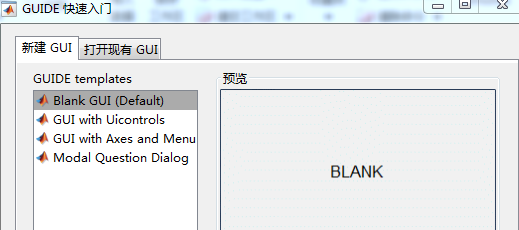 GUIDE 快速入门
新建 GUI 打开现有 GUI
GUIDE templates
预览
Blank GUI (Default)
GUI with Uicontrols
GUI with Axes and Menu
Modal Question Dialog
BLANK